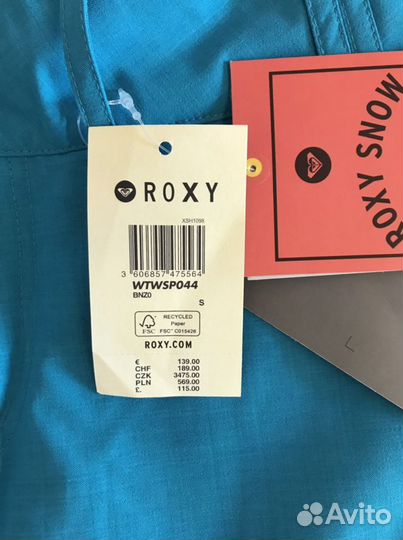 ROXY
XSH1098
3 606857 475564
WTWSP044
BNZ0
S
RECYCLED
Paper
FSC
FSC® C015426
ROXY.COM
€ 139.00
CHF 189.00
CZK 3475.00
PLN 569.00
£. 115.00
ROXY SNOW
L
Avito